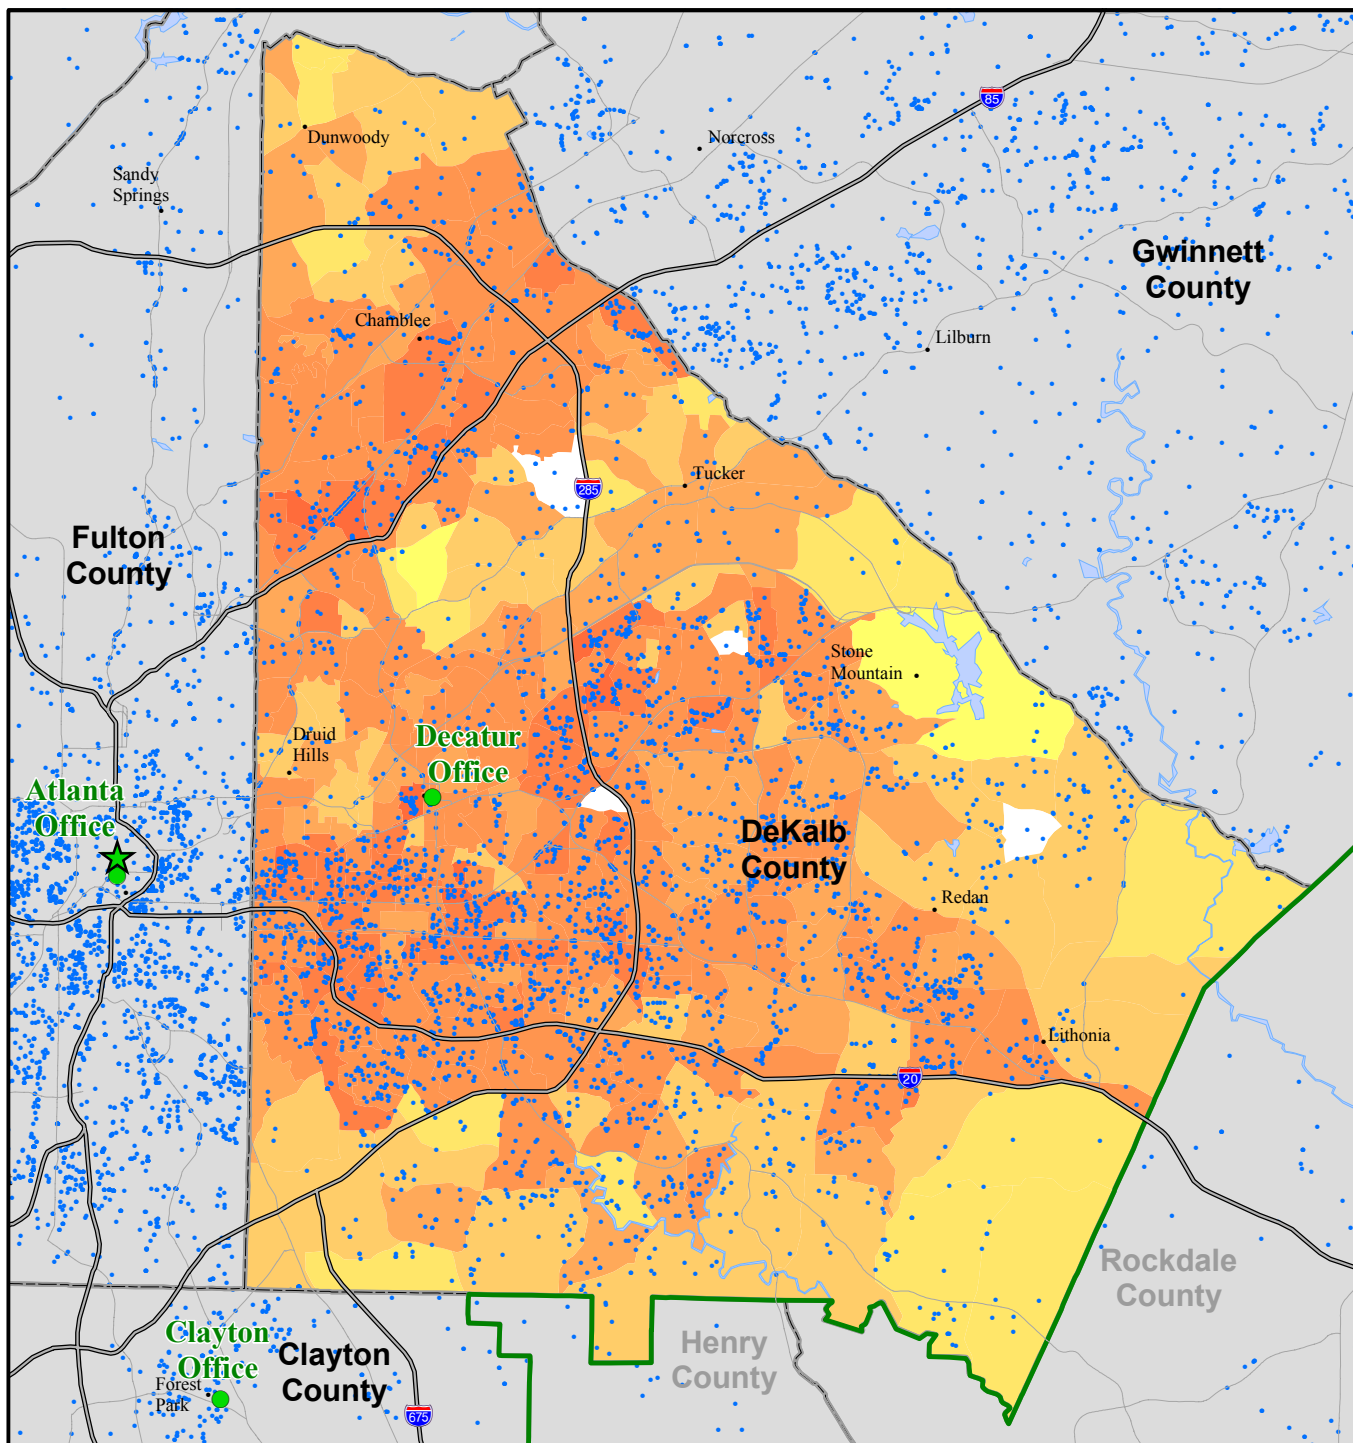 85
Dunwoody
Norcross
Sandy
Springs
Gwinnett
County
Chamblee
Lilburn
Tucker
285
Fulton
County
Stone
Mountain
Druid
Hills
Decatur
Office
Atlanta
Office
DeKalb
County
Redan
Lithonia
20
Rockdale
County
Clayton
Office
Clayton
County
Henry
County
Forest
Park
675